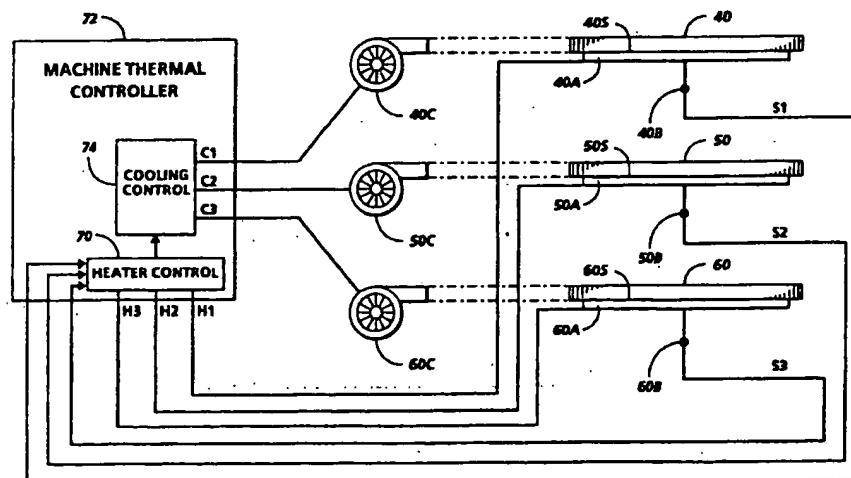 72
MACHINE THERMAL
CONTROLLER
74
COOLING
CONTROL
C1
C2
C3
70
HEATER CONTROL
H3
H2
H1
40C
50C
60C
40S
40
40A
40B
S1
50S
50
50A
50B
S2
60S
60
60A
60B
S3